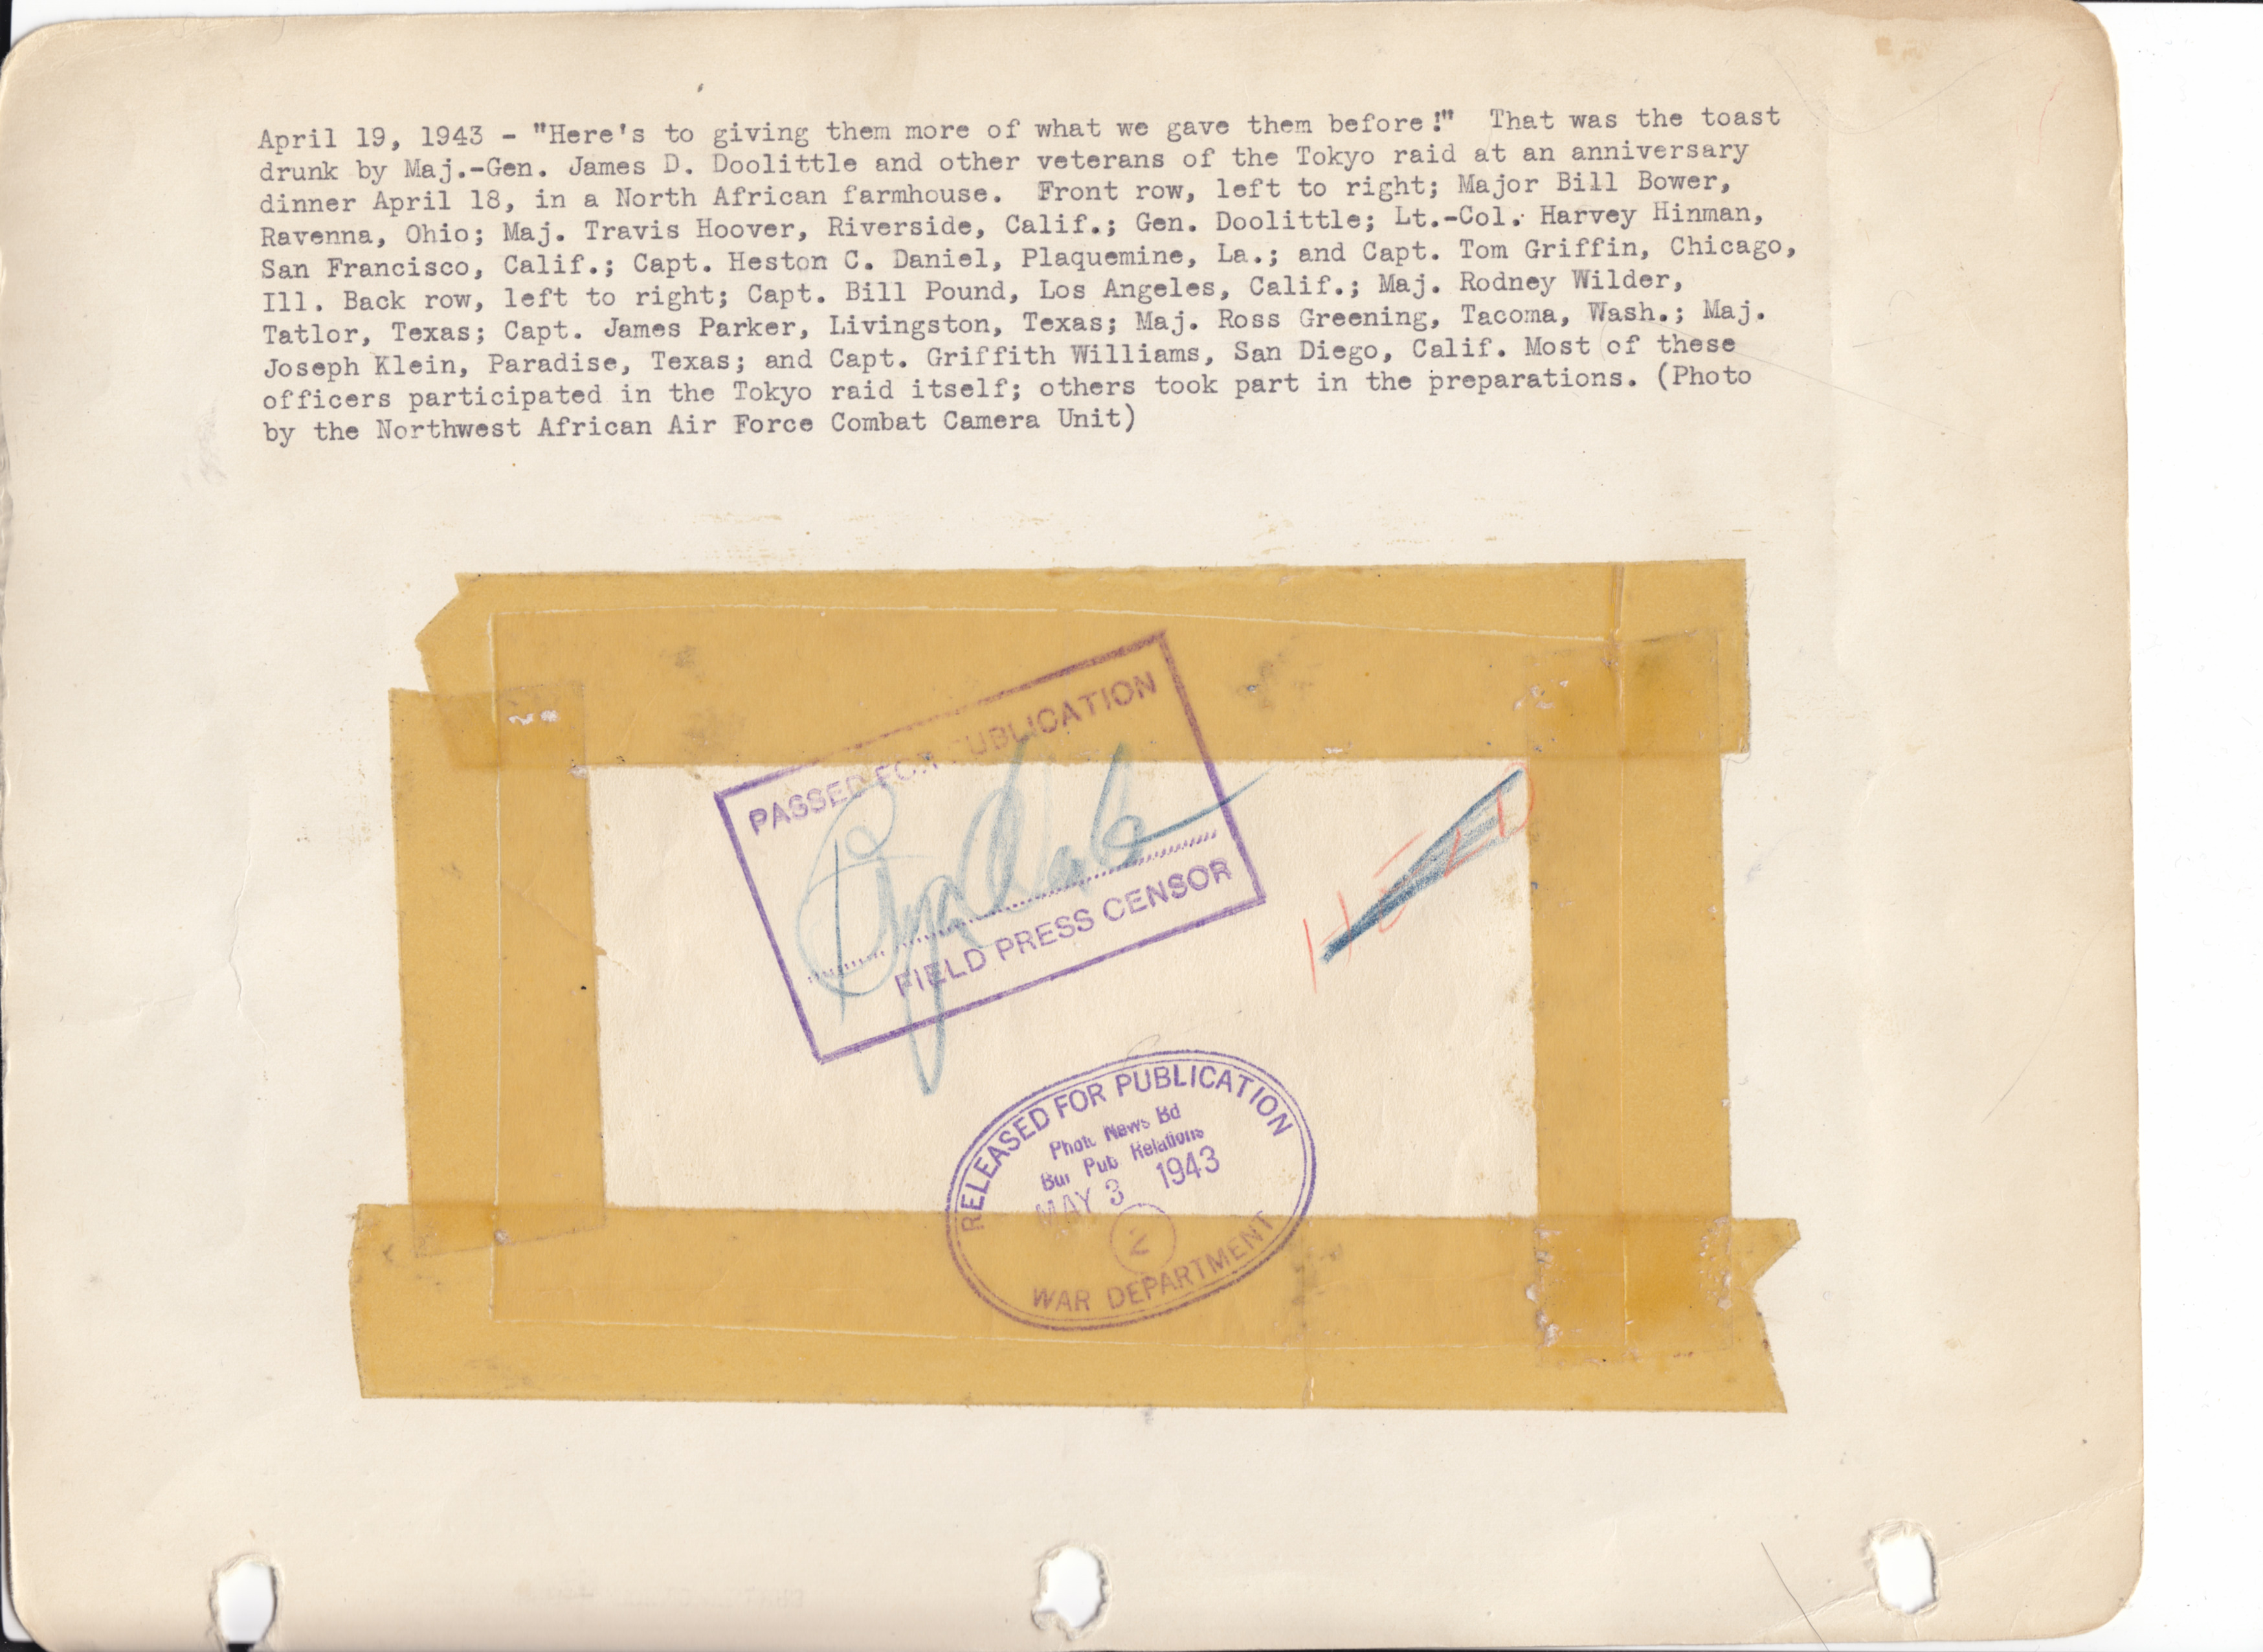 April 19, 1943 - "Here's to giving them more of what we gave them before!"  That was the toast
drunk by Maj.-Gen. James D. Doolittle and other veterans of the Tokyo raid at an anniversary
dinner April 18, in a North African farmhouse.  Front row, left to right; Major Bill Bower,
Ravenna, Ohio; Maj. Travis Hoover, Riverside, Calif.; Gen. Doolittle; Lt.-Col. Harvey Hinman,
San Francisco, Calif.; Capt. Heston C. Daniel, Plaquemine, La.; and Capt. Tom Griffin, Chicago,
Ill. Back row, left to right; Capt. Bill Pound, Los Angeles, Calif.; Maj. Rodney Wilder,
Tatlor, Texas; Capt. James Parker, Livingston, Texas; Maj. Ross Greening, Tacoma, Wash.; Maj.
Joseph Klein, Paradise, Texas; and Capt. Griffith Williams, San Diego, Calif. Most of these
officers participated in the Tokyo raid itself; others took part in the preparations. (Photo
by the Northwest African Air Force Combat Camera Unit)
PASSED FOR PUBLICATION
FIELD PRESS CENSOR
HELD
RELEASED FOR PUBLICATION
Photo News Bd
Bur Pub Relations
MAY 3 1943
2
WAR DEPARTMENT